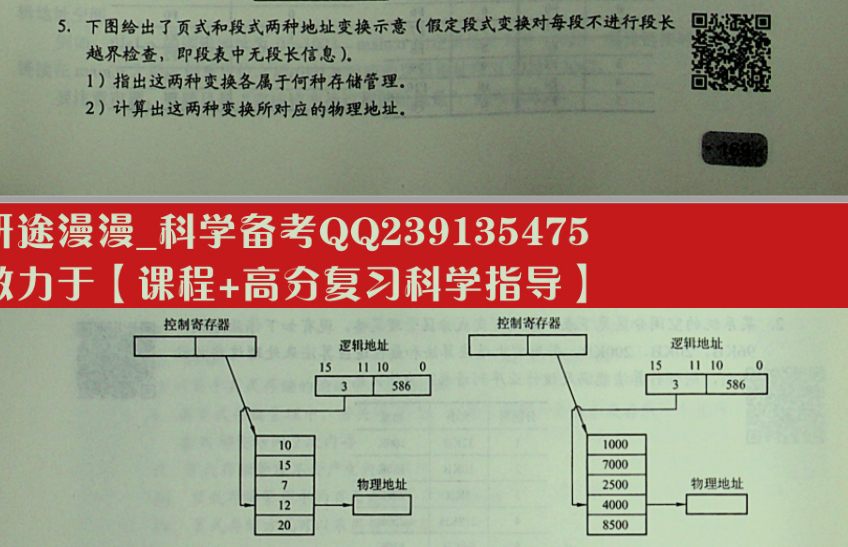 5. 下图给出了页式和段式两种地址变换示意（假定段式变换对每段不进行段长
越界检查，即段表中无段长信息）。
1）指出这两种变换各属于何种存储管理。
2）计算出这两种变换所对应的物理地址。
研途漫漫_科学备考QQ239135475
致力于【课程+高分复习科学指导】
控制寄存器
逻辑地址
15 11 10 0
3 586
10
15
7
12
20
物理地址
控制寄存器
逻辑地址
15 11 10 0
3 586
1000
7000
2500
4000
8500
物理地址